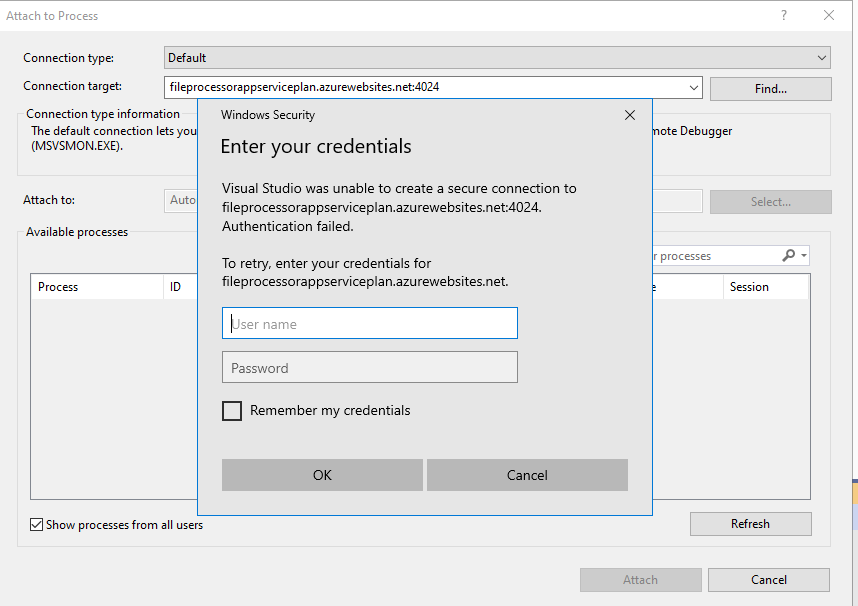 Attach to Process
?
Connection type:
Default
Connection target:
fileprocessorappserviceplan.azurewebsites.net:4024
Find...
Connection type information
The default connection lets you
mote Debugger
(MSVSMON.EXE).
Attach to:
Auto
Select...
Available processes
r processes
Process
ID
e
Session
Windows Security
Enter your credentials
Visual Studio was unable to create a secure connection to
fileprocessorappserviceplan.azurewebsites.net:4024.
Authentication failed.
To retry, enter your credentials for
fileprocessorappserviceplan.azurewebsites.net.
User name
Password
Remember my credentials
OK
Cancel
Show processes from all users
Refresh
Attach
Cancel